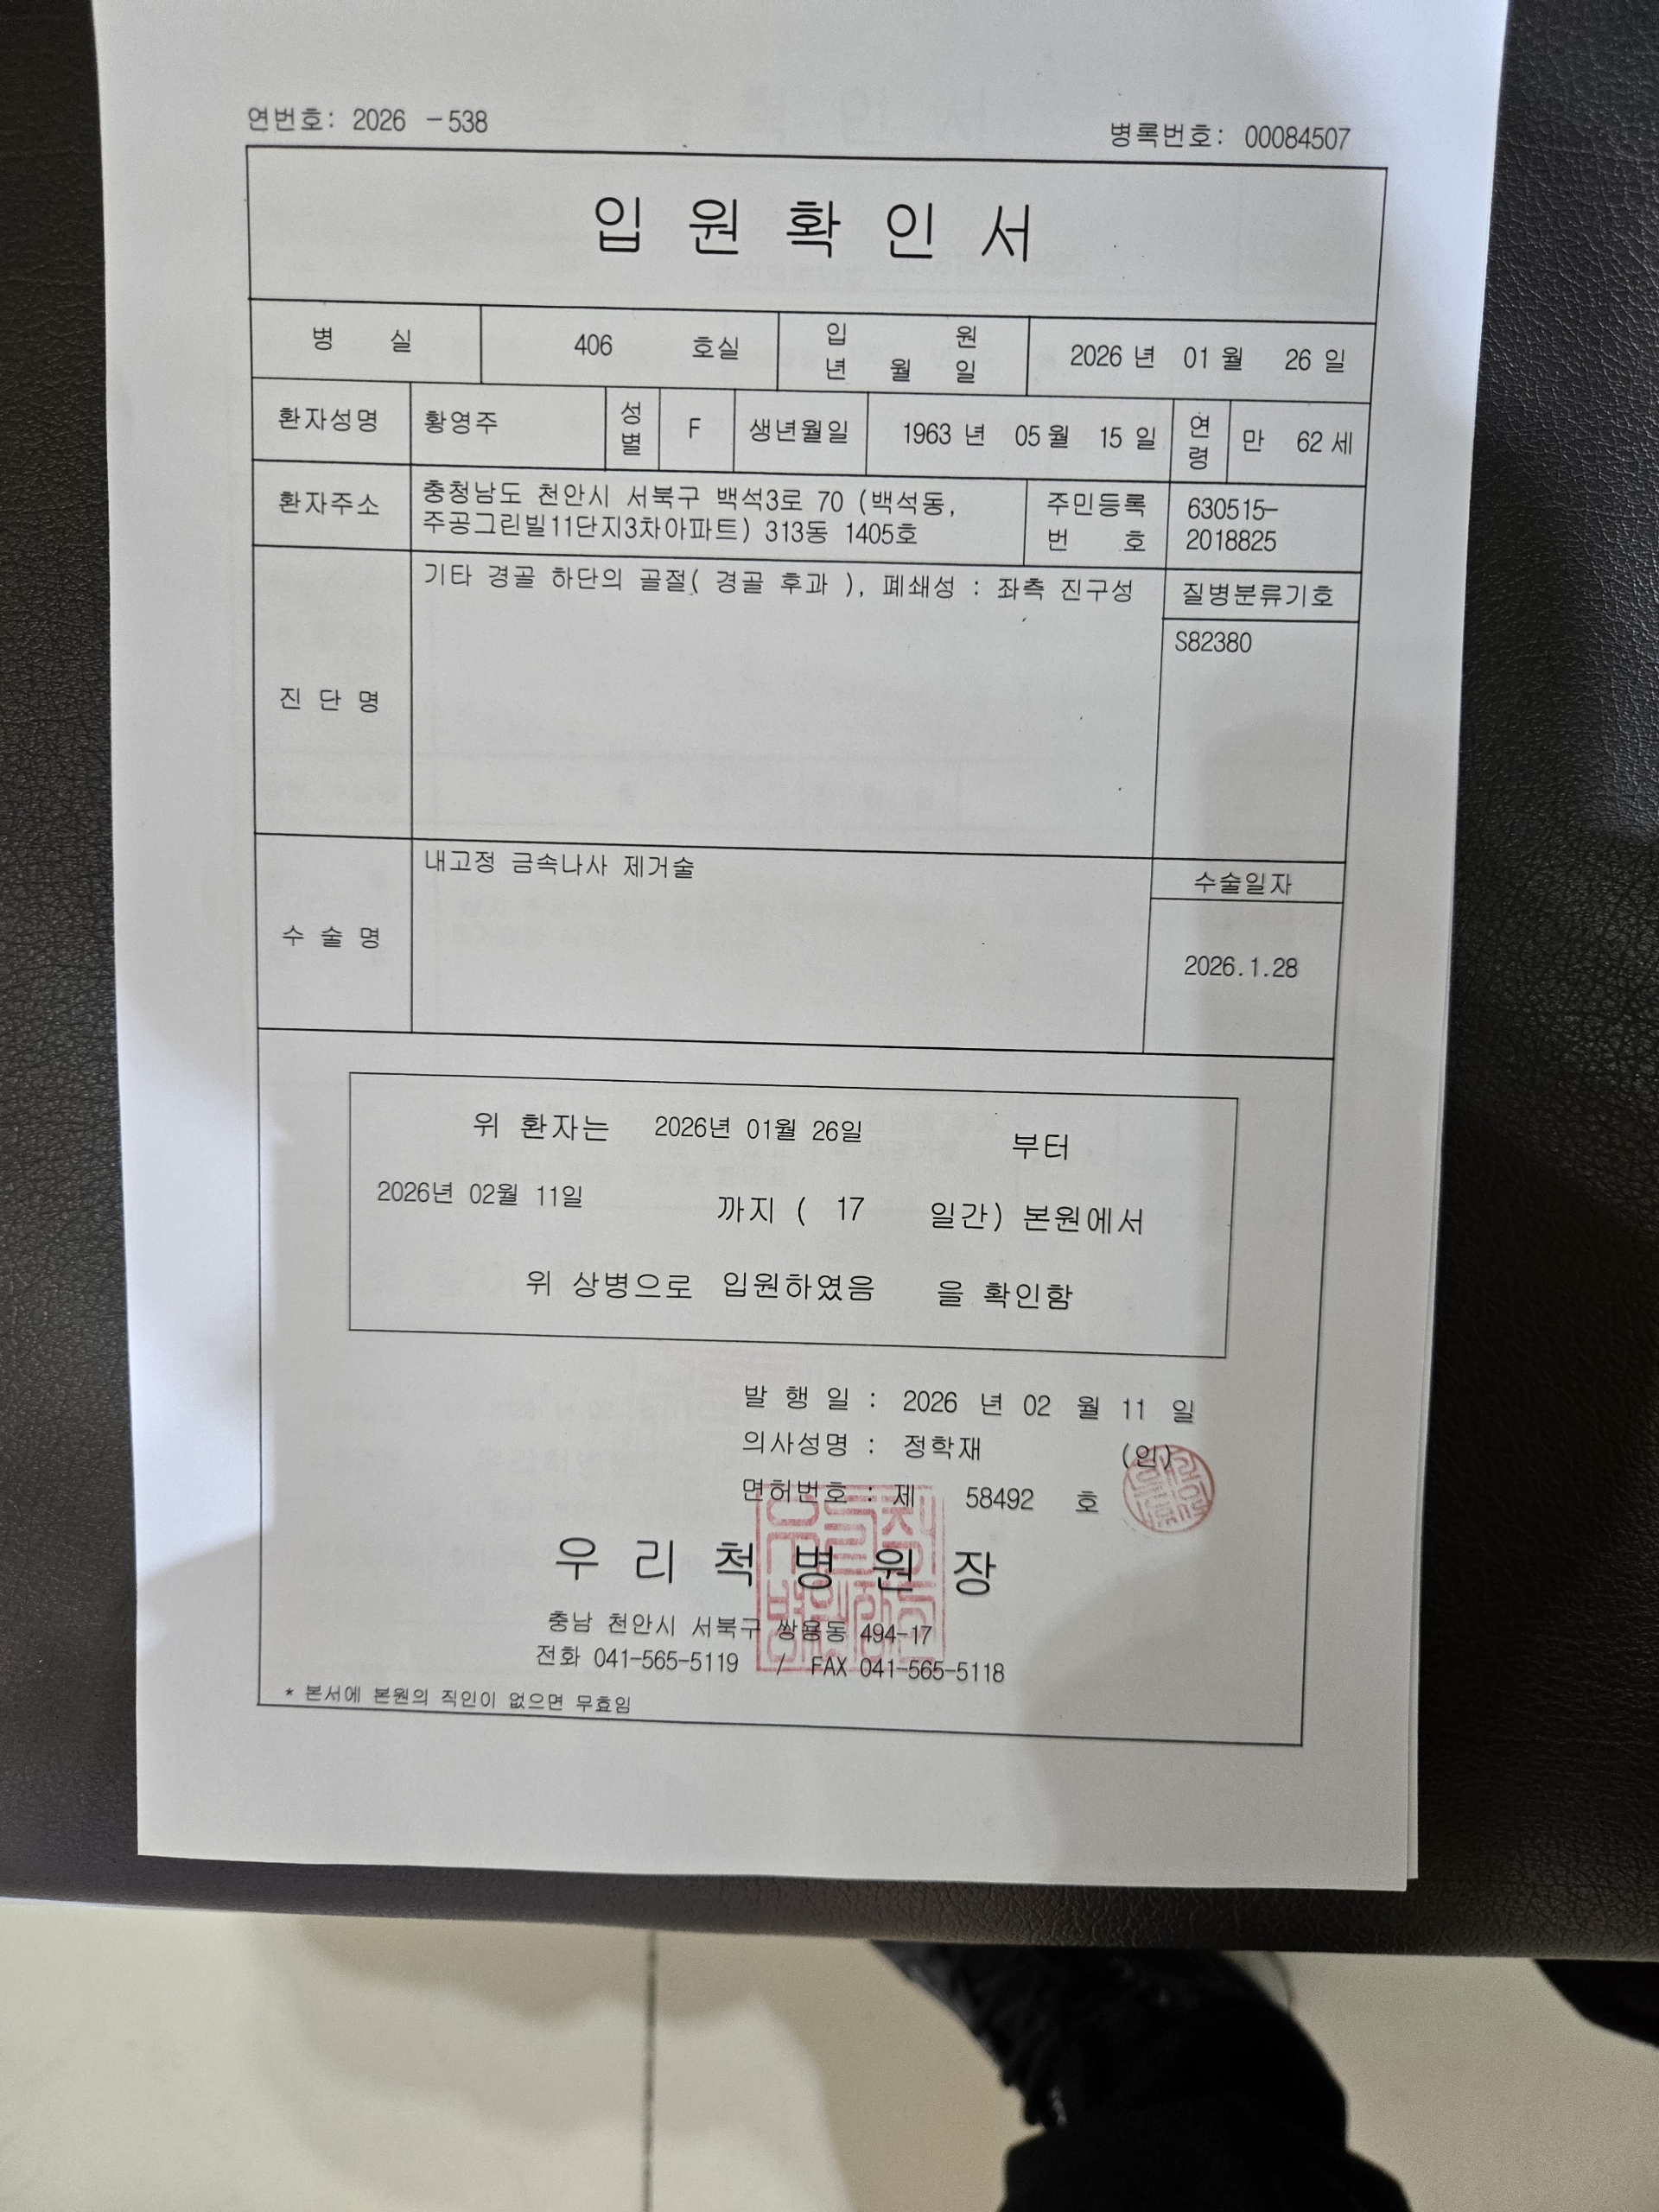 연번호: 2026 -538
병록번호: 00084507
입 원 확 인 서
병 실 406 호실 입 원 년 월 일 2026 년 01 월 26 일
환자성명 황영주 성별 F 생년월일 1963 년 05 월 15 일 연령 만 62 세
환자주소 충청남도 천안시 서북구 백석3로 70 (백석동,
주공그린빌11단지3차아파트) 313동 1405호
주민등록 번 호 630515-
2018825
진 단 명 기타 경골 하단의 골절( 경골 후과 ), 폐쇄성 : 좌측 진구성
질병분류기호
S82380
수 술 명 내고정 금속나사 제거술
수술일자
2026.1.28
위 환자는 2026년 01월 26일 부터
2026년 02월 11일 까지 ( 17 일간) 본원에서
위 상병으로 입원하였음 을 확인함
발 행 일 : 2026 년 02 월 11 일
의사성명 : 정학재 (인)
면허번호 : 제 58492 호
우 리 척 병 원 장
충남 천안시 서북구 쌍용동 494-17
전화 041-565-5119 / FAX 041-565-5118
* 본서에 본원의 직인이 없으면 무효임